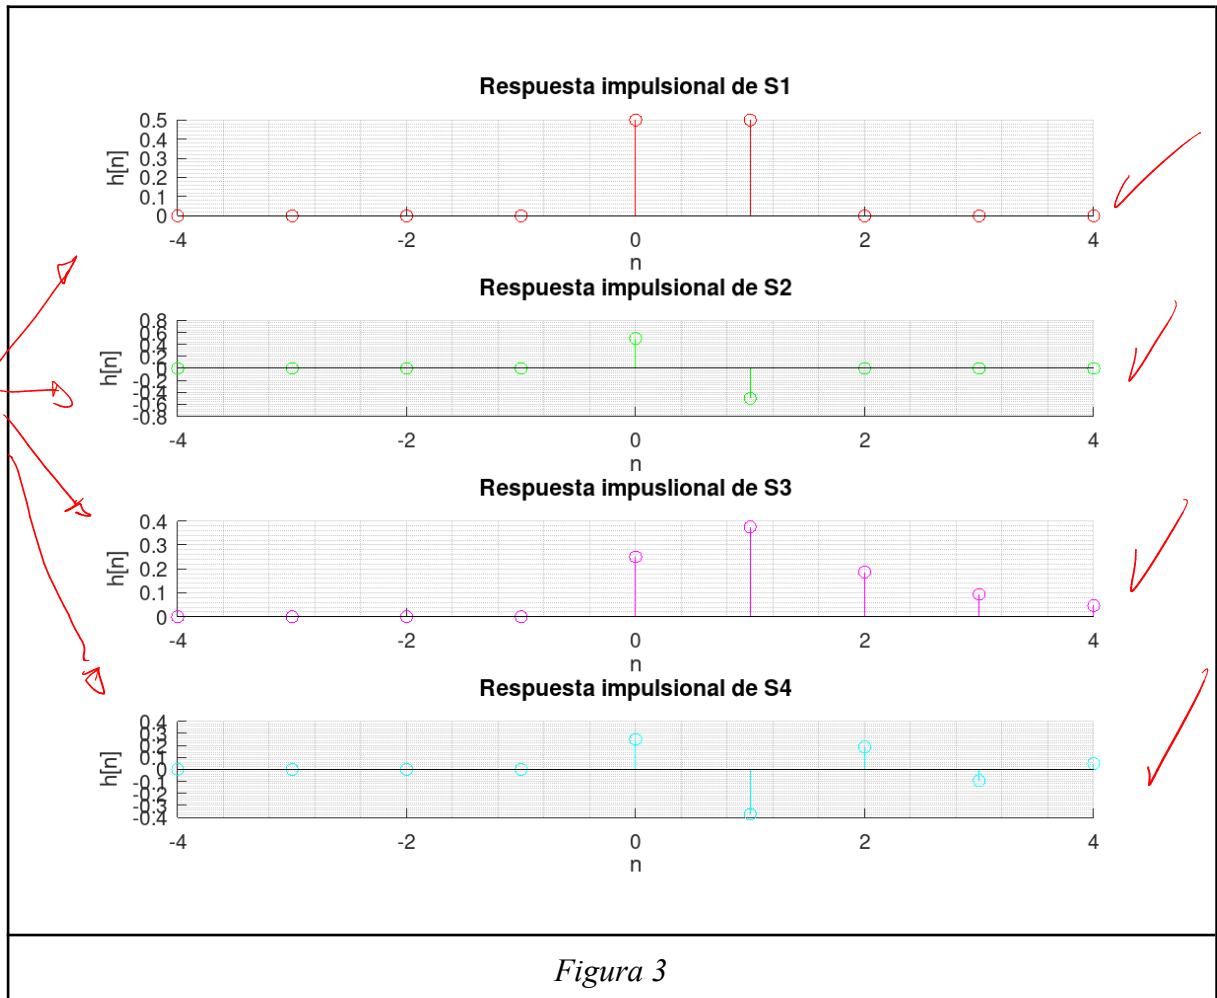 Respuesta impulsional de S1
0.5
0.4
0.3
0.2
0.1
0
h[n]
-4 -2 0 2 4
n
Respuesta impulsional de S2
0.8
0.6
0.4
0.2
0
-0.2
-0.4
-0.6
-0.8
h[n]
-4 -2 0 2 4
n
Respuesta impuslional de S3
0.4
0.3
0.2
0.1
0
h[n]
-4 -2 0 2 4
n
Respuesta impulsional de S4
0.4
0.3
0.2
0.1
0
-0.1
-0.2
-0.3
-0.4
h[n]
-4 -2 0 2 4
n
Figura 3